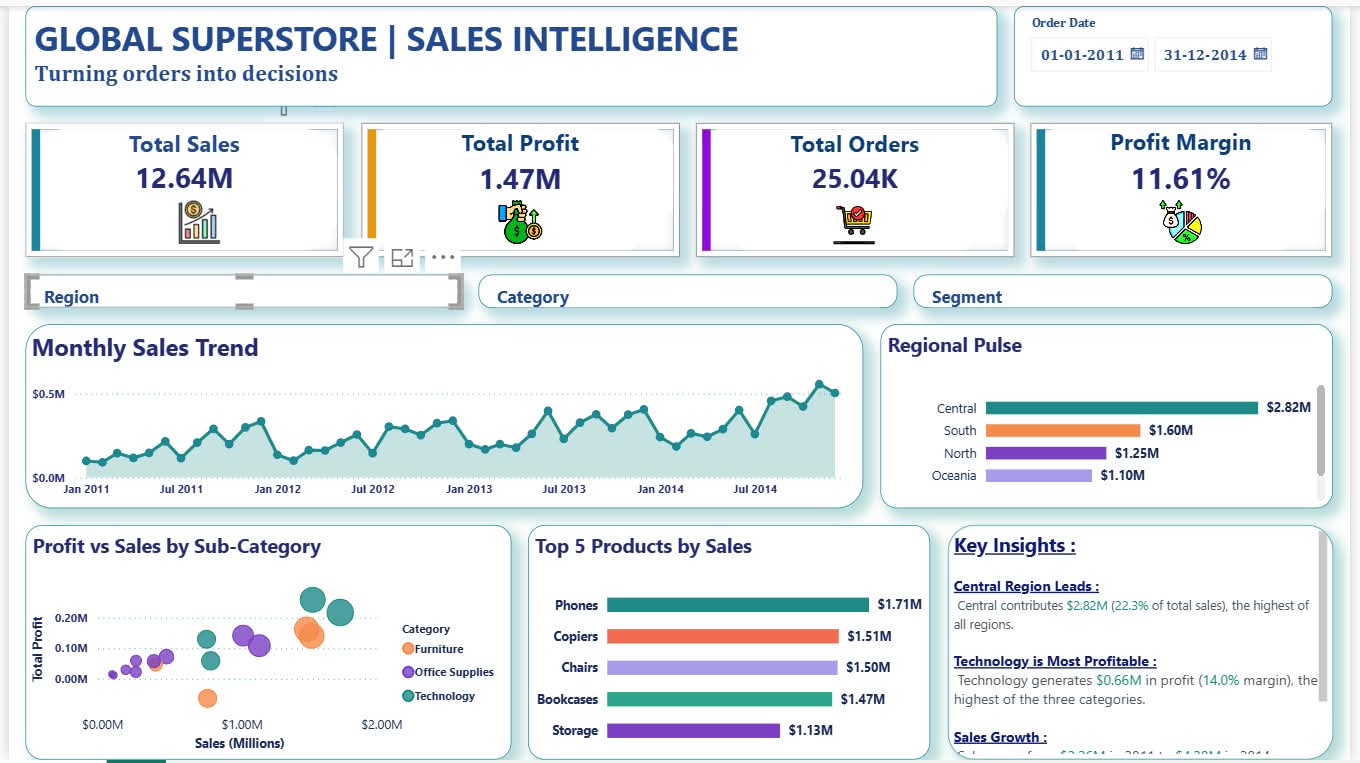 GLOBAL SUPERSTORE | SALES INTELLIGENCE
Turning orders into decisions
Order Date
01-01-2011 31-12-2014
Total Sales
12.64M
Total Profit
1.47M
Total Orders
25.04K
Profit Margin
11.61%
Region
Category
Segment
Monthly Sales Trend
$0.5M
$0.0M
Jan 2011 Jul 2011 Jan 2012 Jul 2012 Jan 2013 Jul 2013 Jan 2014 Jul 2014
Regional Pulse
Central $2.82M
South $1.60M
North $1.25M
Oceania $1.10M
Profit vs Sales by Sub-Category
Total Profit
0.20M
0.10M
0.00M
$0.00M $1.00M $2.00M
Sales (Millions)
Category
Furniture
Office Supplies
Technology
Top 5 Products by Sales
Phones $1.71M
Copiers $1.51M
Chairs $1.50M
Bookcases $1.47M
Storage $1.13M
Key Insights :
Central Region Leads :
Central contributes $2.82M (22.3% of total sales), the highest of
all regions.
Technology is Most Profitable :
Technology generates $0.66M in profit (14.0% margin), the
highest of the three categories.
Sales Growth :